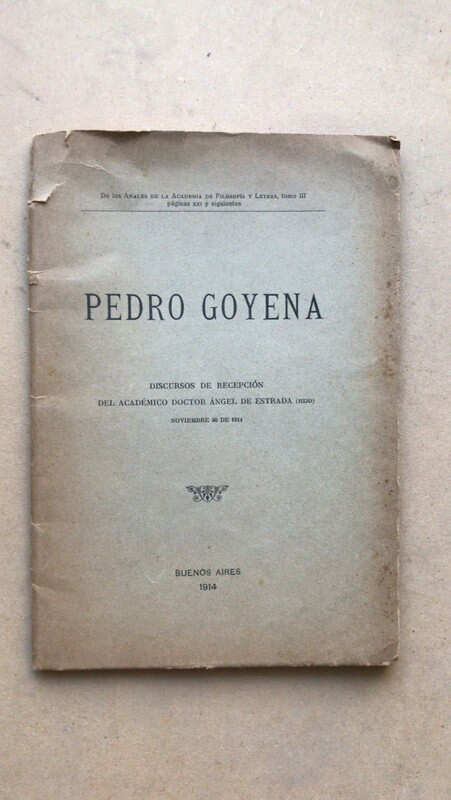 De los Anales de la Academia de Filosofía y Letras, tomo III
páginas xxi y siguientes
PEDRO GOYENA
DISCURSOS DE RECEPCIÓN
DEL ACADÉMICO DOCTOR ÁNGEL DE ESTRADA (HIJO)
NOVIEMBRE 30 DE 1914
BUENOS AIRES
1914